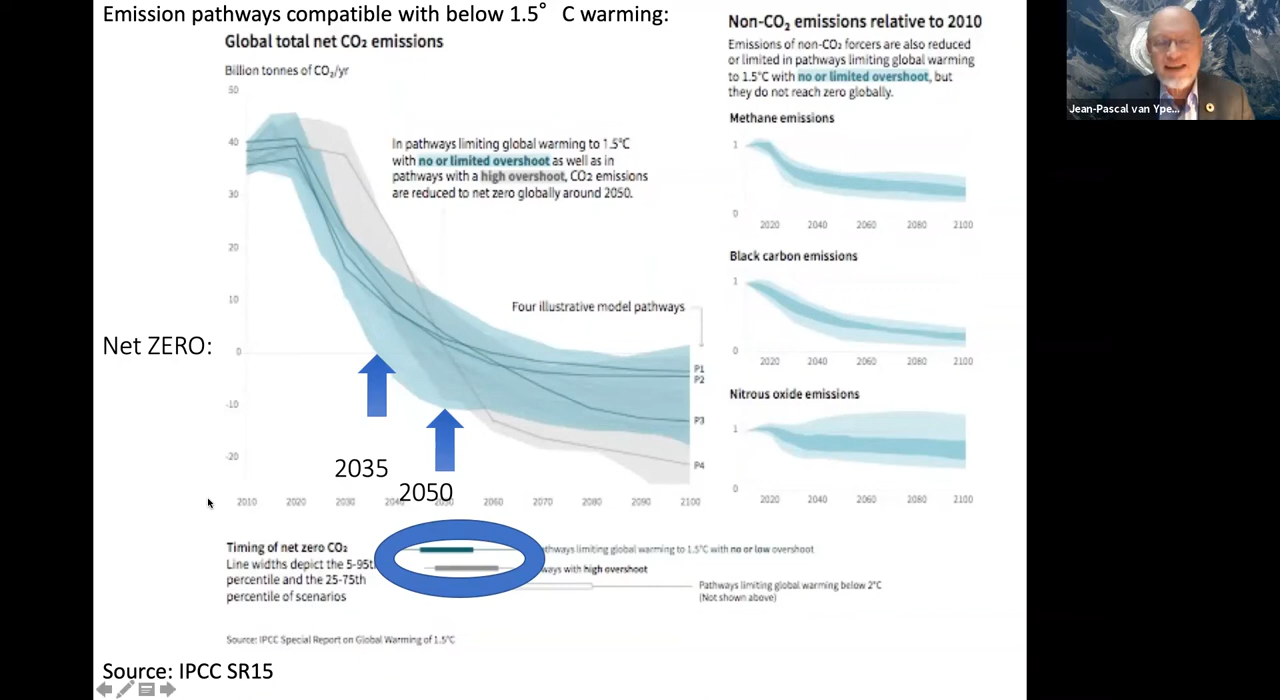 Emission pathways compatible with below 1.5° C warming:
Global total net CO₂ emissions
Billion tonnes of CO₂/yr
50
40
30
20
10
0
-10
-20
In pathways limiting global warming to 1.5°C
with no or limited overshoot as well as in
pathways with a high overshoot, CO₂ emissions
are reduced to net zero globally around 2050.
Four illustrative model pathways
P1
P2
P3
P4
Net ZERO:
2035
2050
2010 2020 2030 2040 2050 2060 2070 2080 2090 2100
Non-CO₂ emissions relative to 2010
Emissions of non-CO₂ forcers are also reduced
or limited in pathways limiting global warming
to 1.5°C with no or limited overshoot, but
they do not reach zero globally.
Methane emissions
1
0
2020 2040 2060 2080 2100
Black carbon emissions
1
0
2020 2040 2060 2080 2100
Nitrous oxide emissions
1
0
2020 2040 2060 2080 2100
Timing of net zero CO₂
Line widths depict the 5-95t
percentile and the 25-75th
percentile of scenarios
thways limiting global warming to 1.5°C with no or low overshoot
ways with high overshoot
Pathways limiting global warming below 2°C
(Not shown above)
Source: IPCC Special Report on Global Warming of 1.5°C
Source: IPCC SR15
Jean-Pascal van Ype...